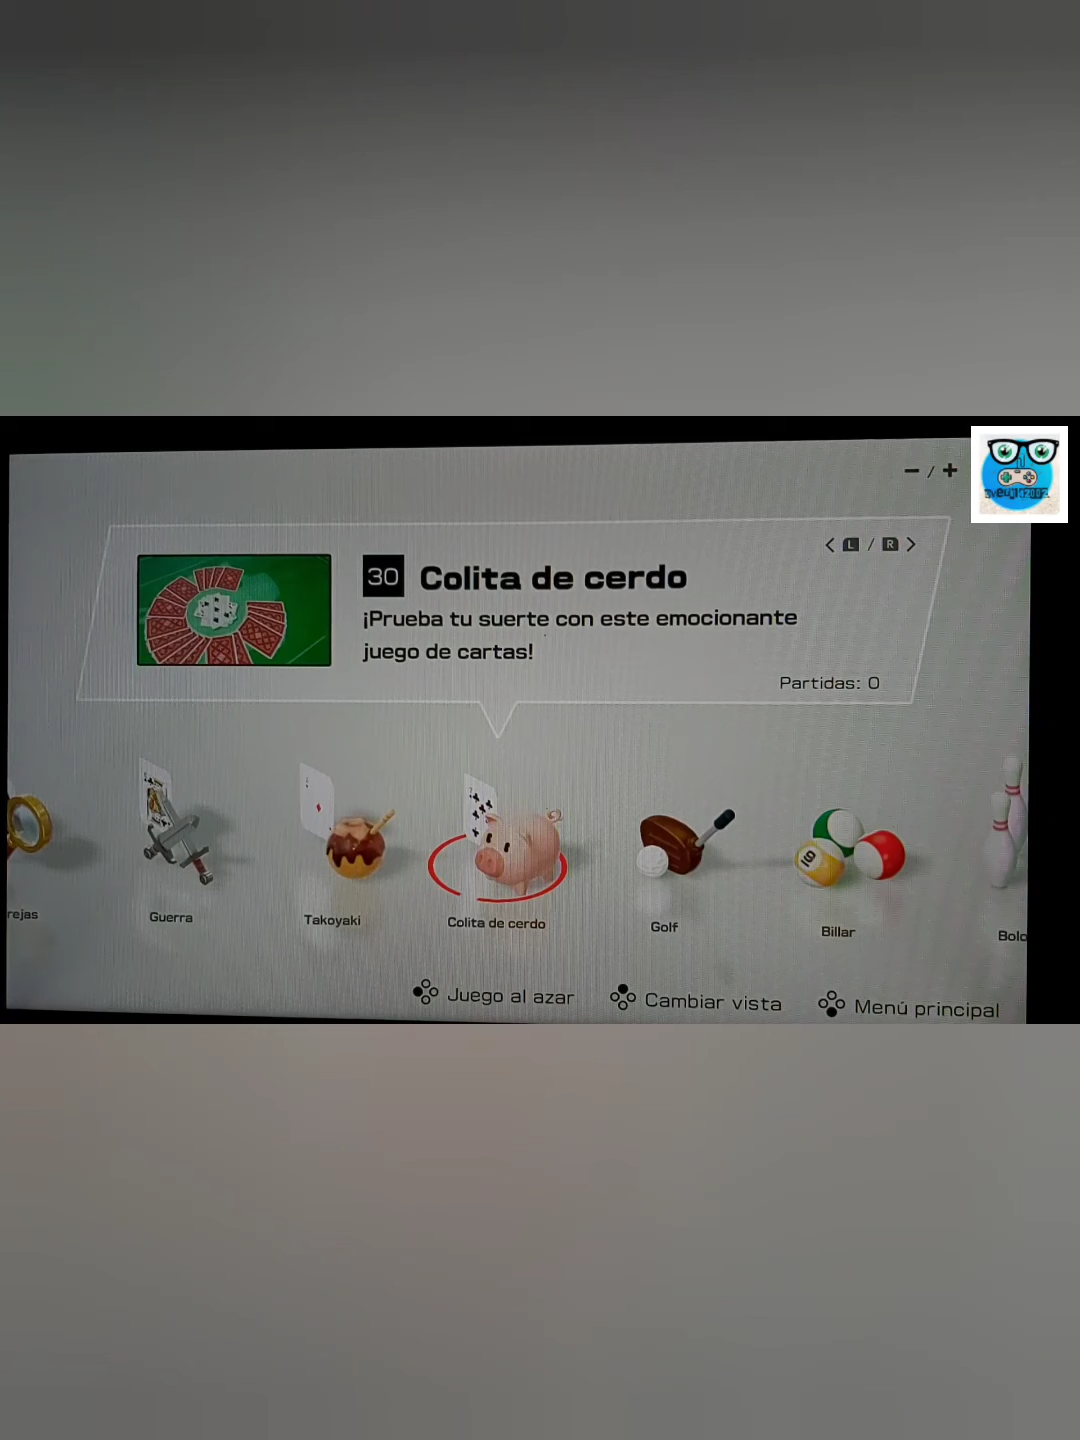 - / +
< L / R >
30 Colita de cerdo
¡Prueba tu suerte con este emocionante
juego de cartas!
Partidas: 0
rejas
Guerra
Takoyaki
Colita de cerdo
Golf
Billar
Bolo
Juego al azar
Cambiar vista
Menú principal